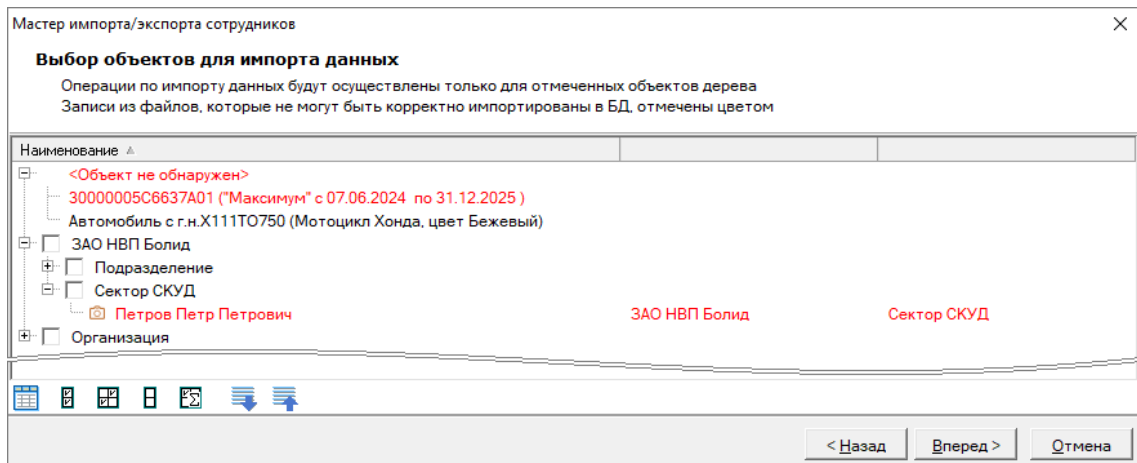 Мастер импорта/экспорта сотрудников
Выбор объектов для импорта данных
Операции по импорту данных будут осуществлены только для отмеченных объектов дерева
Записи из файлов, которые не могут быть корректно импортированы в БД, отмечены цветом
Наименование
<Объект не обнаружен>
30000005C6637A01 ("Максимум" с 07.06.2024 по 31.12.2025 )
Автомобиль с г.н.Х111ТО750 (Мотоцикл Хонда, цвет Бежевый)
ЗАО НВП Болид
Подразделение
Сектор СКУД
Петров Петр Петрович ЗАО НВП Болид Сектор СКУД
Организация
< Назад Вперед > Отмена